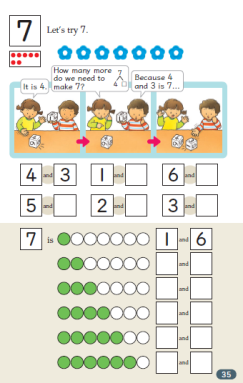 7 Let's try 7.
It is 4.
How many more
do we need to
make 7?
7
4
Because 4
and 3 is 7...
4 and 3 1 and 6 and
5 and 2 and 3 and
7 is 1 and 6
and
and
and
and
and
35